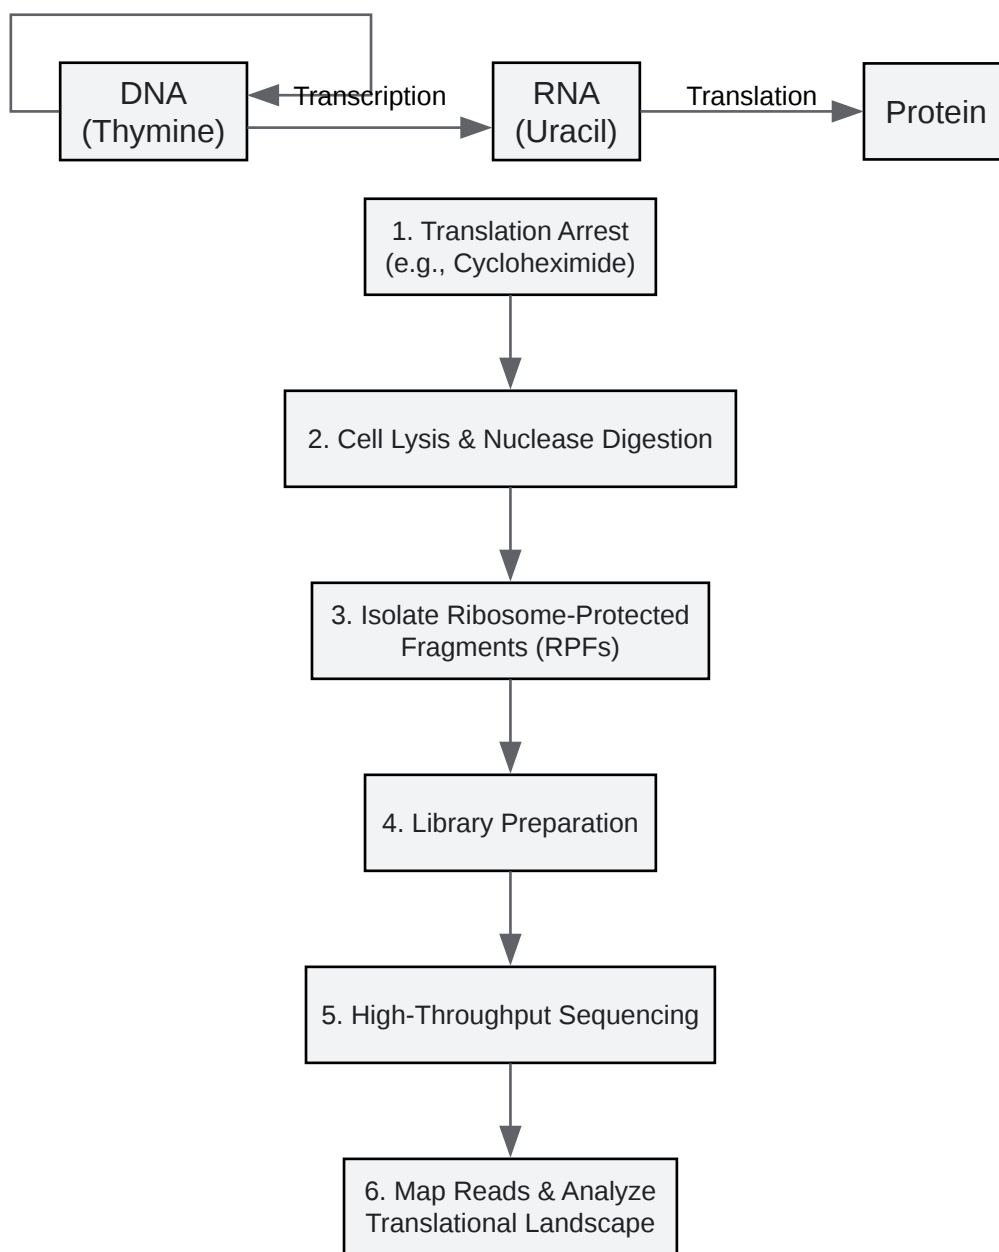 DNA
(Thymine)
Transcription
RNA
(Uracil)
Translation
Protein
1. Translation Arrest
(e.g., Cycloheximide)
2. Cell Lysis & Nuclease Digestion
3. Isolate Ribosome-Protected
Fragments (RPFs)
4. Library Preparation
5. High-Throughput Sequencing
6. Map Reads & Analyze
Translational Landscape